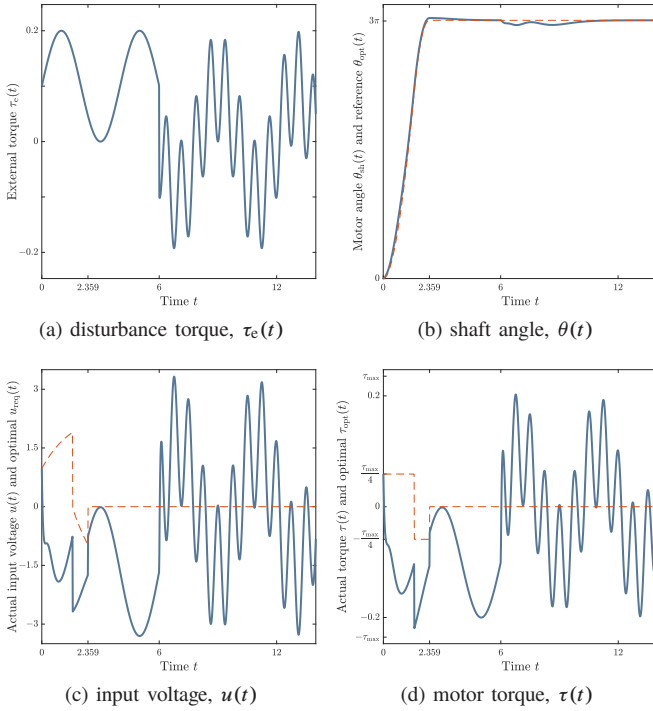 External torque τe(t)
0.2
0
−0.2
0
2.359
6
12
Time t
(a) disturbance torque, τe(t)
Motor angle θsh(t) and reference θopt(t)
3π
0
0
2.359
6
12
Time t
(b) shaft angle, θ(t)
Actual input voltage u(t) and optimal ureq(t)
3
1.5
0
−1.5
−3
0
2.359
6
12
Time t
(c) input voltage, u(t)
Actual torque τ(t) and optimal τopt(t)
τmax
0.2
τmax/4
0
−τmax/4
−0.2
−τmax
0
2.359
6
12
Time t
(d) motor torque, τ(t)